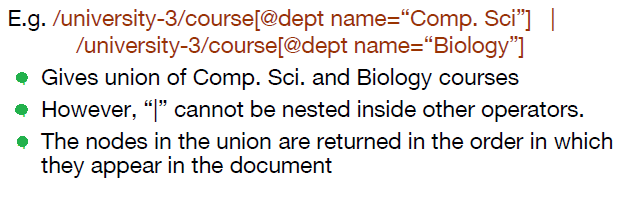 E.g. /university-3/course[@dept name=“Comp. Sci”] |
/university-3/course[@dept name=“Biology”]
Gives union of Comp. Sci. and Biology courses
However, “|” cannot be nested inside other operators.
The nodes in the union are returned in the order in which
they appear in the document